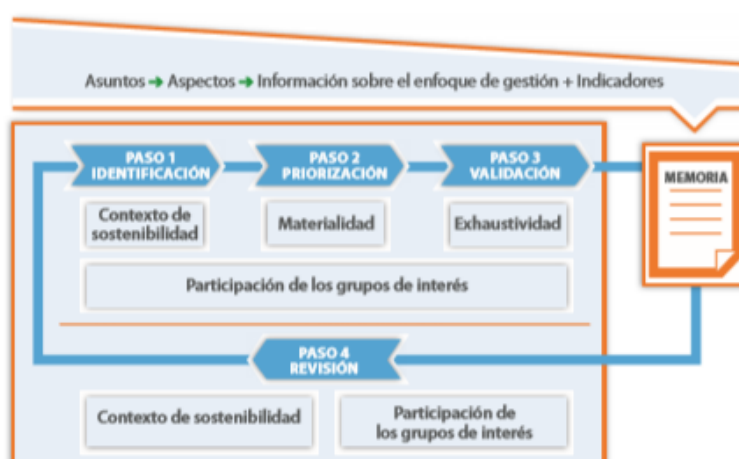 Asuntos → Aspectos → Información sobre el enfoque de gestión + Indicadores
PASO 1
IDENTIFICACIÓN
PASO 2
PRIORIZACIÓN
PASO 3
VALIDACIÓN
MEMORIA
Contexto de
sostenibilidad
Materialidad
Exhaustividad
Participación de los grupos de interés
PASO 4
REVISIÓN
Contexto de sostenibilidad
Participación de
los grupos de interés